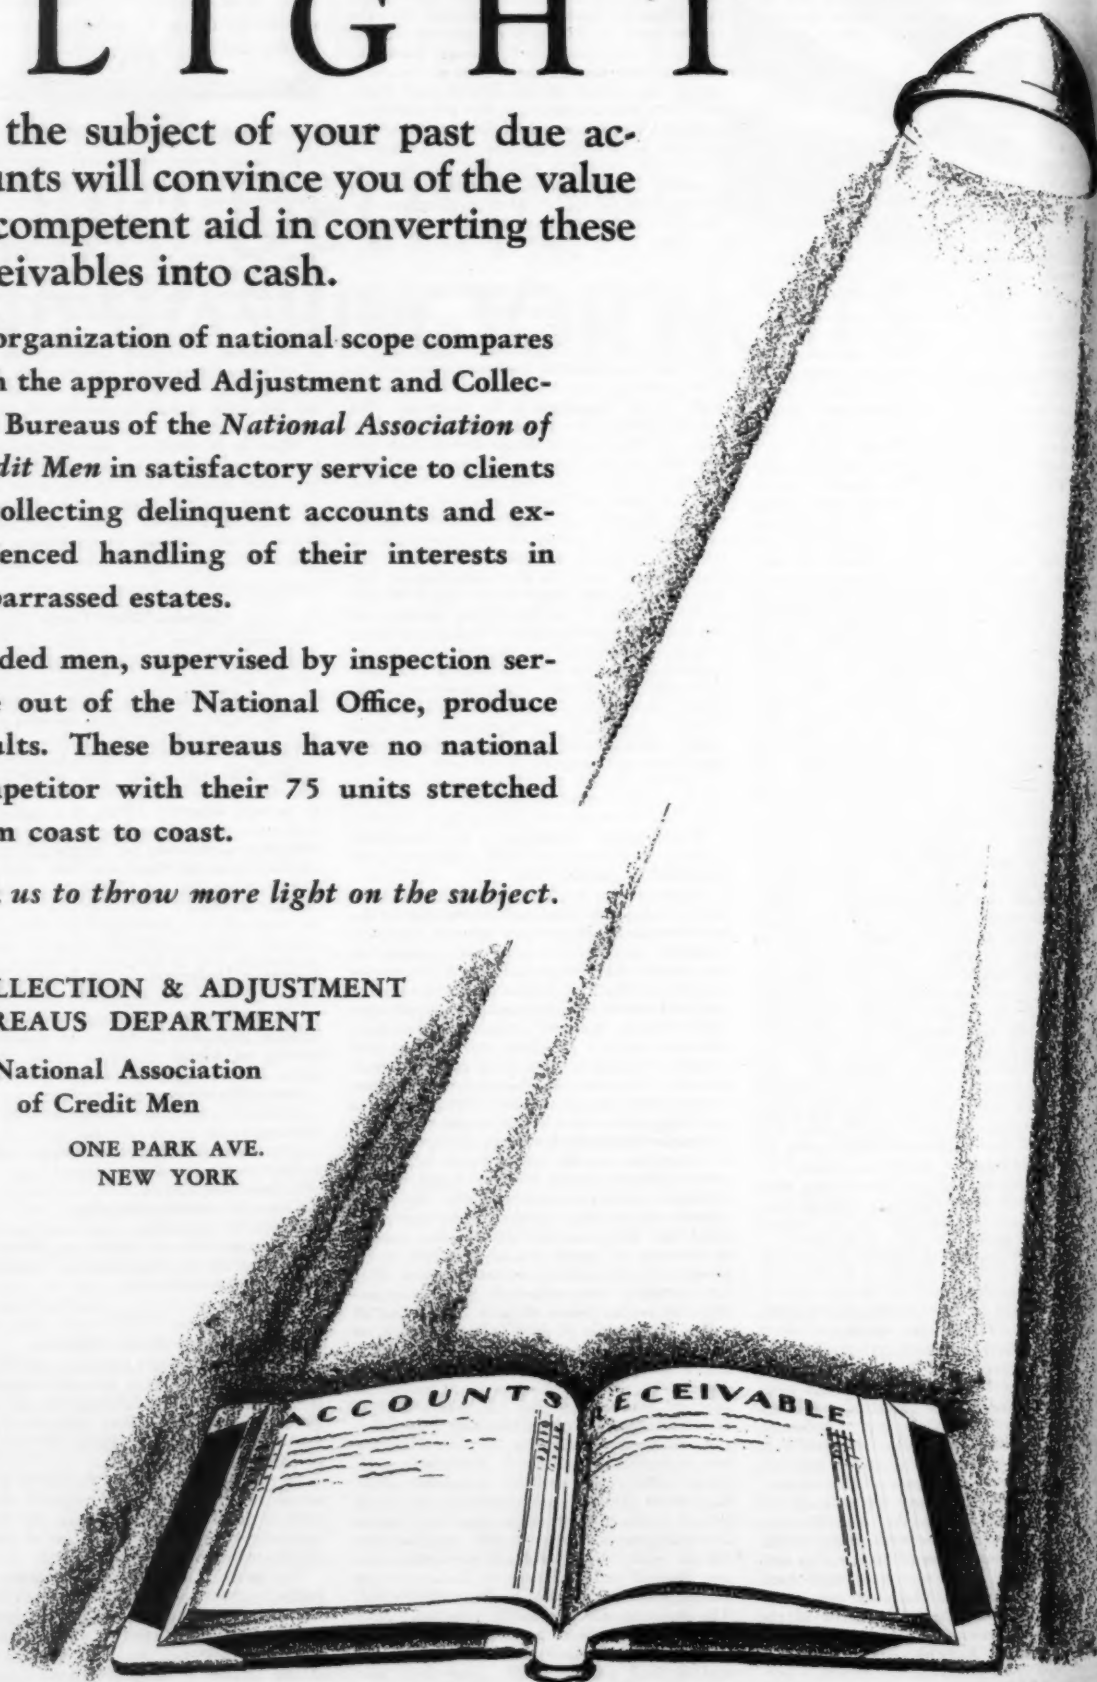 LIGHT
the subject of your past due ac-
unts will convince you of the value
competent aid in converting these
eivables into cash.
organization of national scope compares
the approved Adjustment and Collec-
Bureaus of the National Association of
dit Men in satisfactory service to clients
ollecting delinquent accounts and ex-
enced handling of their interests in
arrassed estates.
ded men, supervised by inspection ser-
out of the National Office, produce
ults. These bureaus have no national
petitor with their 75 units stretched
m coast to coast.
us to throw more light on the subject.
LLECTION & ADJUSTMENT
REAUS DEPARTMENT
National Association
of Credit Men
ONE PARK AVE.
NEW YORK
ACCOUNTS RECEIVABLE